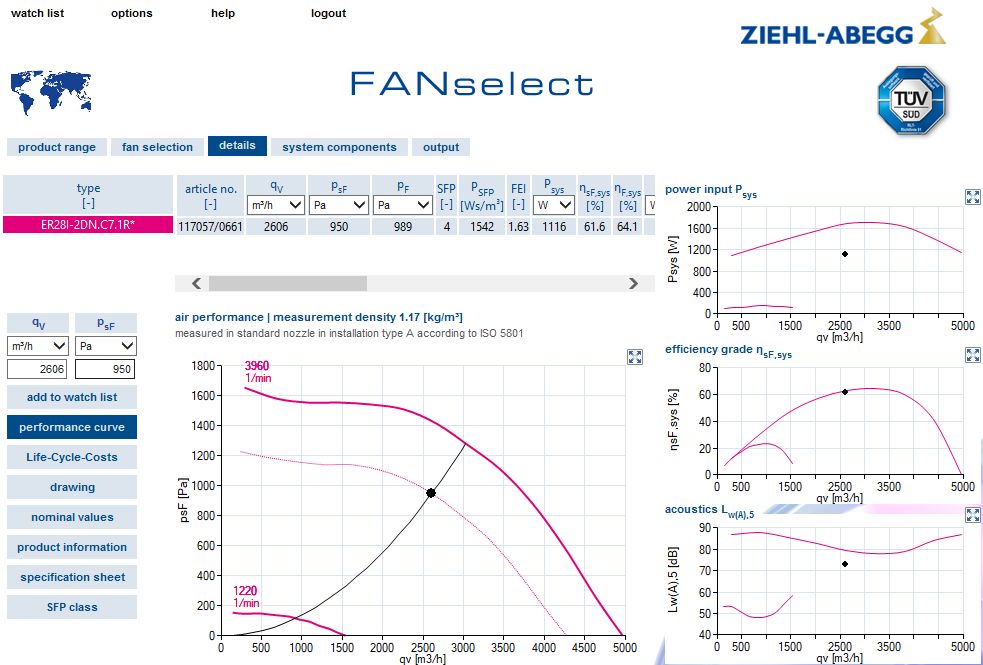 watch list options help logout
ZIEHL-ABEGG
FANselect
TÜV
SÜD
product range fan selection details system components output
type article no. qV psF pF SFP PSFP FEI Psys ηsF,sys ηF,sys
[-] [-] m³/h Pa Pa [-] [Ws/m³] [-] W [%] [%] W
ER28I-2DN.C7.1R* 117057/0661 2606 950 989 4 1542 1.63 1116 61.6 64.1
qV psF
m³/h Pa
2606 950
add to watch list
performance curve
Life-Cycle-Costs
drawing
nominal values
product information
specification sheet
SFP class
air performance | measurement density 1.17 [kg/m³]
measured in standard nozzle in installation type A according to ISO 5801
3960
1/min
1220
1/min
psF [Pa]
1800
1600
1400
1200
1000
800
600
400
200
0
0 500 1000 1500 2000 2500 3000 3500 4000 4500 5000
qv [m3/h]
power input Psys
Psys [W]
2000
1600
1200
800
400
0
0 500 1500 2500 3500 5000
qv [m3/h]
efficiency grade ηsF,sys
ηsF,sys [%]
80
60
40
20
0
0 500 1500 2500 3500 5000
qv [m3/h]
acoustics Lw(A),5
Lw(A),5 [dB]
90
80
70
60
50
40
0 500 1500 2500 3500 5000
qv [m3/h]